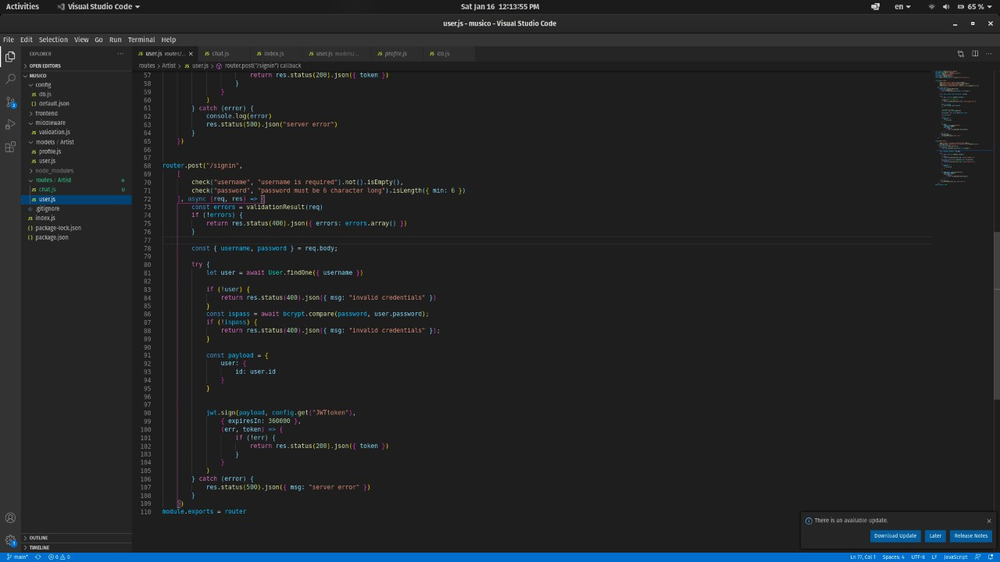 Activities
Visual Studio Code
Sat Jan 16 12:13:55 PM
en
65 %
user.js - musico - Visual Studio Code
File Edit Selection View Go Run Terminal Help
EXPLORER
OPEN EDITORS
MUSICO
config
db.js
default.json
frontend
middleware
validation.js
models / Artist
profile.js
user.js
node_modules
routes / Artist
chat.js U
user.js
.gitignore
index.js
package-lock.json
package.json
OUTLINE
TIMELINE
JS user.js routes/... JS chat.js JS index.js JS user.js models/... JS profile.js JS db.js
routes > Artist > JS user.js > router.post("/signin") callback
57 return res.status(200).json({ token })
58 }
59 }
60 )
61 } catch (error) {
62 console.log(error)
63 res.status(500).json("server error")
64 }
65 })
66
67
68 router.post("/signin",
69 [
70 check("username", "username is required").not().isEmpty(),
71 check("password", "password must be 6 character long").isLength({ min: 6 })
72 ], async (req, res) => {
73 const errors = validationResult(req)
74 if (!errors) {
75 return res.status(400).json({ errors: errors.array() })
76 }
77
78 const { username, password } = req.body;
79
80 try {
81 let user = await User.findOne({ username })
82
83 if (!user) {
84 return res.status(400).json({ msg: "invalid credentials" })
85 }
86 const ispass = await bcrypt.compare(password, user.password);
87 if (!ispass) {
88 return res.status(400).json({ msg: "invalid credentials" });
89 }
90
91 const payload = {
92 user: {
93 id: user.id
94 }
95 }
96
97
98 jwt.sign(payload, config.get("JWTtoken"),
99 { expiresIn: 360000 },
100 (err, token) => {
101 if (!err) {
102 return res.status(200).json({ token })
103 }
104 }
105 )
106 } catch (error) {
107 res.status(500).json({ msg: "server error" })
108 }
109 })
110 module.exports = router
There is an available update.
Download Update Later Release Notes
main* 0 0
Ln 77, Col 1 Spaces: 4 UTF-8 LF JavaScript